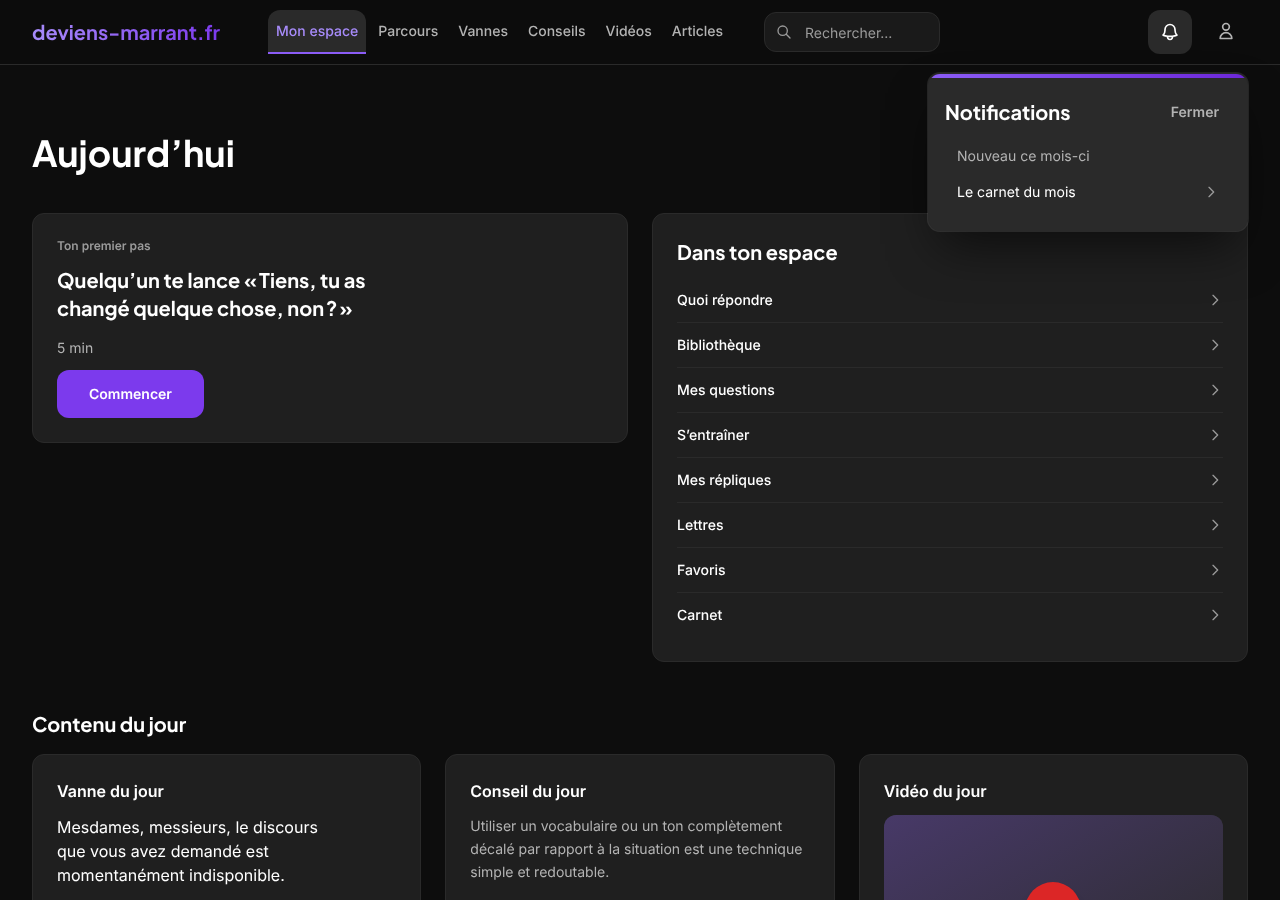 deviens-marrant.fr
Mon espace
Parcours
Vannes
Conseils
Vidéos
Articles
Rechercher...
Notifications
Fermer
Nouveau ce mois-ci
Le carnet du mois
Aujourd’hui
Ton premier pas
Quelqu’un te lance « Tiens, tu as
changé quelque chose, non ? »
5 min
Commencer
Dans ton espace
Quoi répondre
Bibliothèque
Mes questions
S’entraîner
Mes répliques
Lettres
Favoris
Carnet
Contenu du jour
Vanne du jour
Mesdames, messieurs, le discours
que vous avez demandé est
momentanément indisponible.
Conseil du jour
Utiliser un vocabulaire ou un ton complètement
décalé par rapport à la situation est une technique
simple et redoutable.
Vidéo du jour